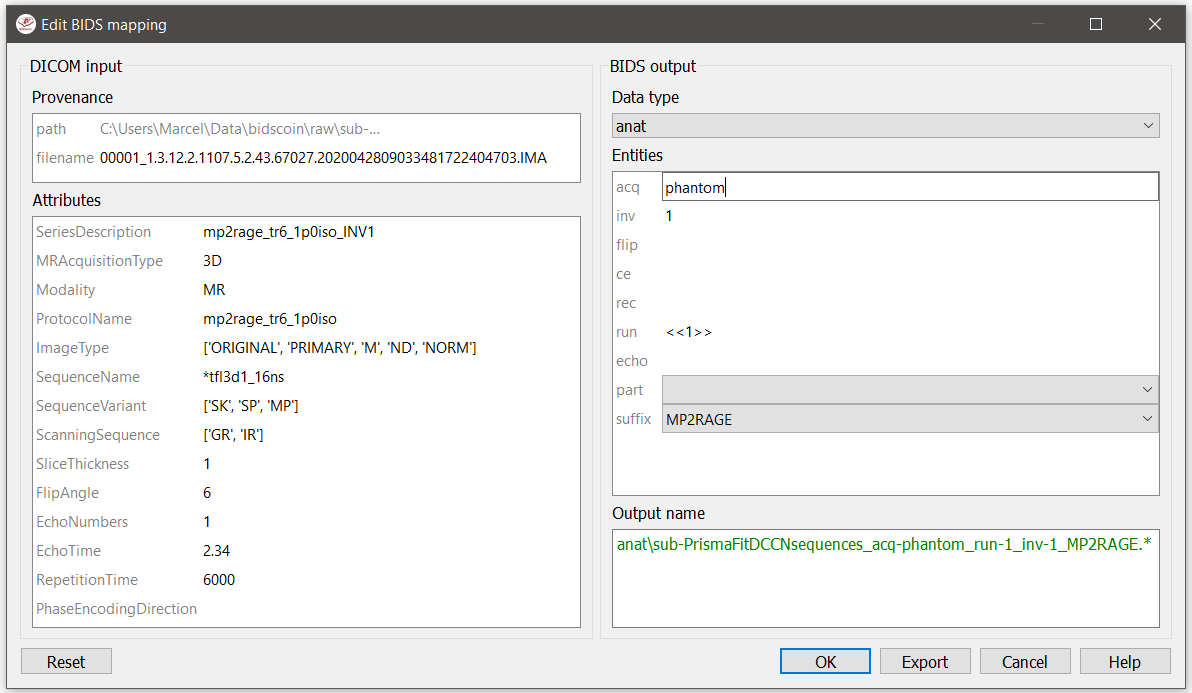 Edit BIDS mapping
DICOM input
Provenance
path C:\Users\Marcel\Data\bidscoin\raw\sub-...
filename 00001_1.3.12.2.1107.5.2.43.67027.2020042809033481722404703.IMA
Attributes
SeriesDescription mp2rage_tr6_1p0iso_INV1
MRAcquisitionType 3D
Modality MR
ProtocolName mp2rage_tr6_1p0iso
ImageType ['ORIGINAL', 'PRIMARY', 'M', 'ND', 'NORM']
SequenceName *tfl3d1_16ns
SequenceVariant ['SK', 'SP', 'MP']
ScanningSequence ['GR', 'IR']
SliceThickness 1
FlipAngle 6
EchoNumbers 1
EchoTime 2.34
RepetitionTime 6000
PhaseEncodingDirection
BIDS output
Data type
anat
Entities
acq phantom
inv 1
flip
ce
rec
run <<1>>
echo
part
suffix MP2RAGE
Output name
anat\sub-PrismaFitDCCNsequences_acq-phantom_run-1_inv-1_MP2RAGE.*
Reset OK Export Cancel Help